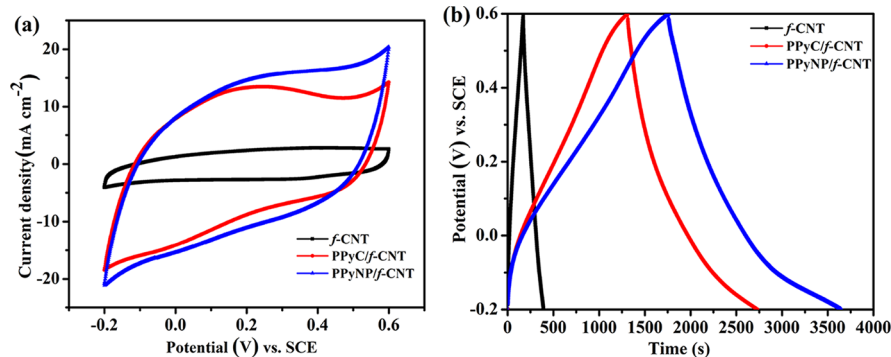 (a)
20
10
0
-10
-20
Current density (mA cm⁻²)
f-CNT
PPyC/f-CNT
PPyNP/f-CNT
-0.2 0.0 0.2 0.4 0.6
Potential (V) vs. SCE
(b)
0.6
0.4
0.2
0.0
-0.2
Potential (V) vs. SCE
f-CNT
PPyC/f-CNT
PPyNP/f-CNT
0 500 1000 1500 2000 2500 3000 3500 4000
Time (s)